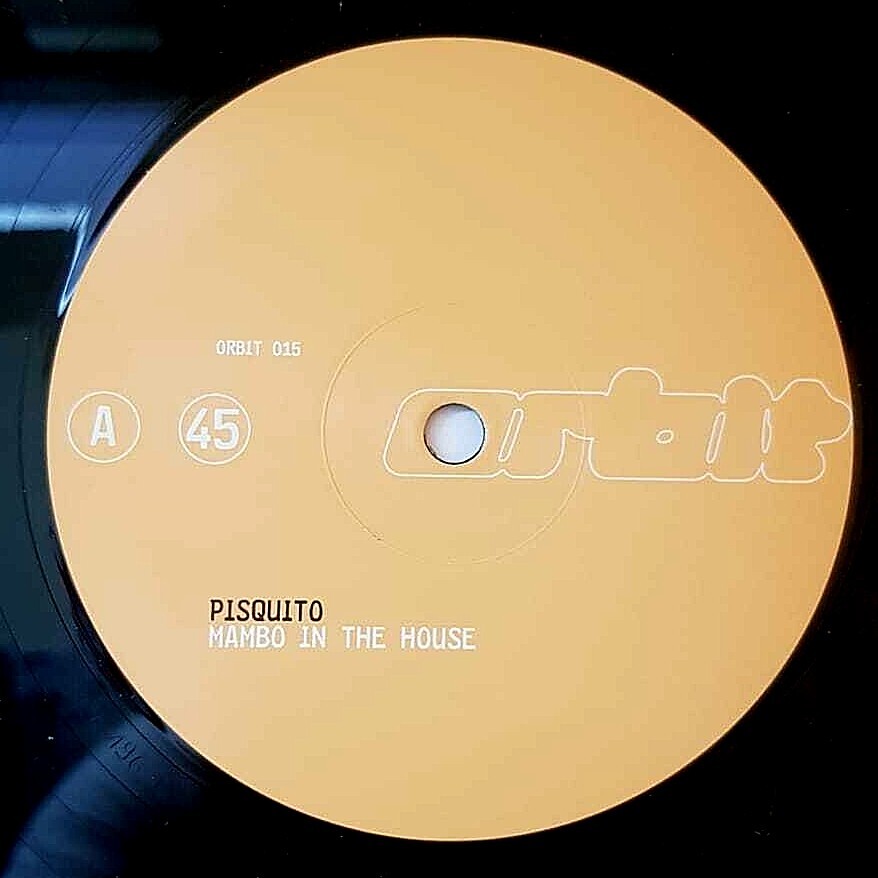 ORBIT 015
A 45 orbit
PISQUITO
MAMBO IN THE HOUSE